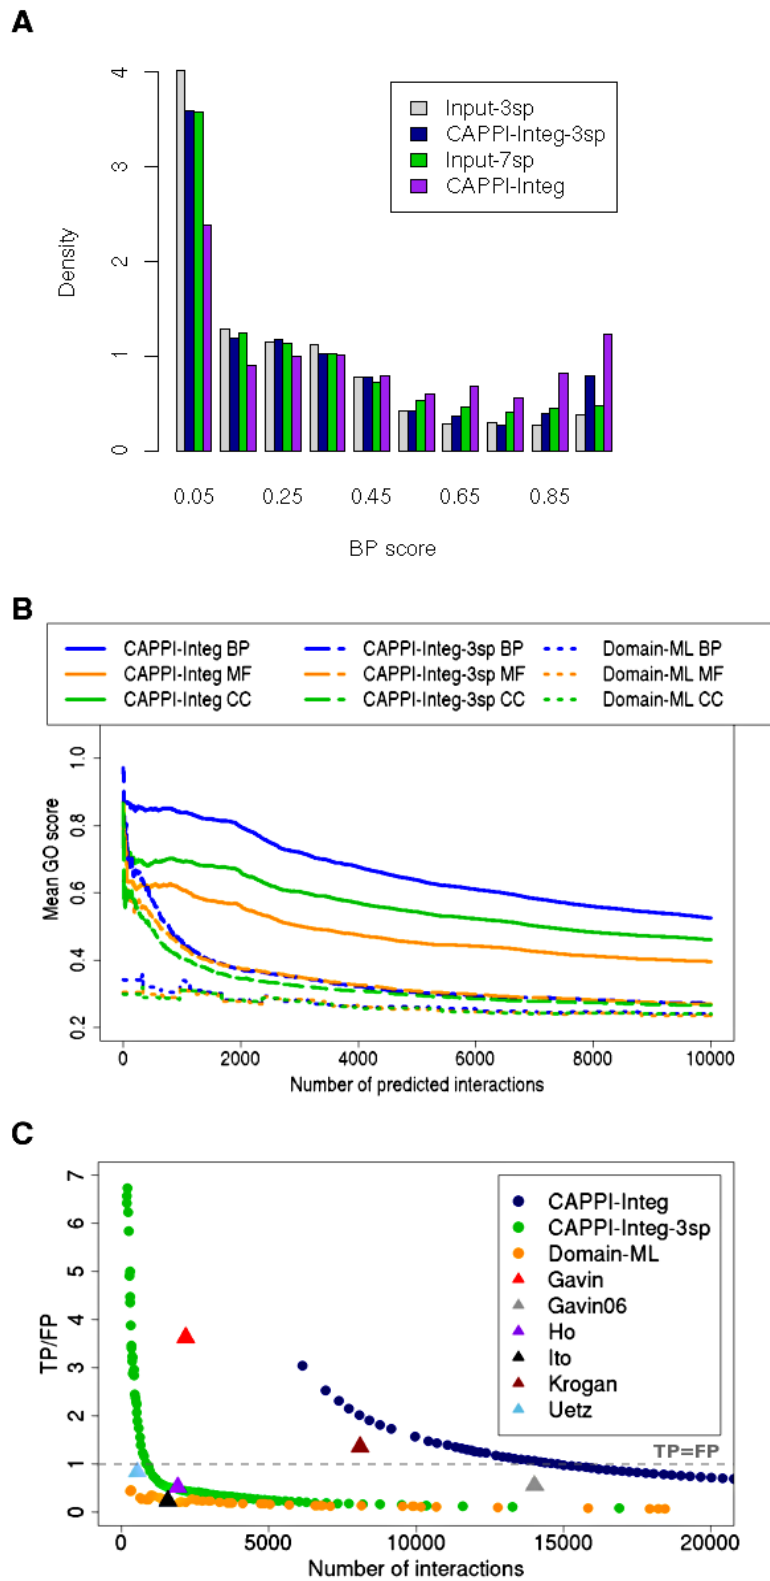 A
Density
4
3
2
1
0
Input-3sp
CAPPI-Integ-3sp
Input-7sp
CAPPI-Integ
0.05 0.25 0.45 0.65 0.85
BP score
B
CAPPI-Integ BP CAPPI-Integ-3sp BP Domain-ML BP
CAPPI-Integ MF CAPPI-Integ-3sp MF Domain-ML MF
CAPPI-Integ CC CAPPI-Integ-3sp CC Domain-ML CC
Mean GO score
1.0
0.8
0.6
0.4
0.2
0 2000 4000 6000 8000 10000
Number of predicted interactions
C
TP/FP
7
6
5
4
3
2
1
0
CAPPI-Integ
CAPPI-Integ-3sp
Domain-ML
Gavin
Gavin06
Ho
Ito
Krogan
Uetz
TP=FP
0 5000 10000 15000 20000
Number of interactions